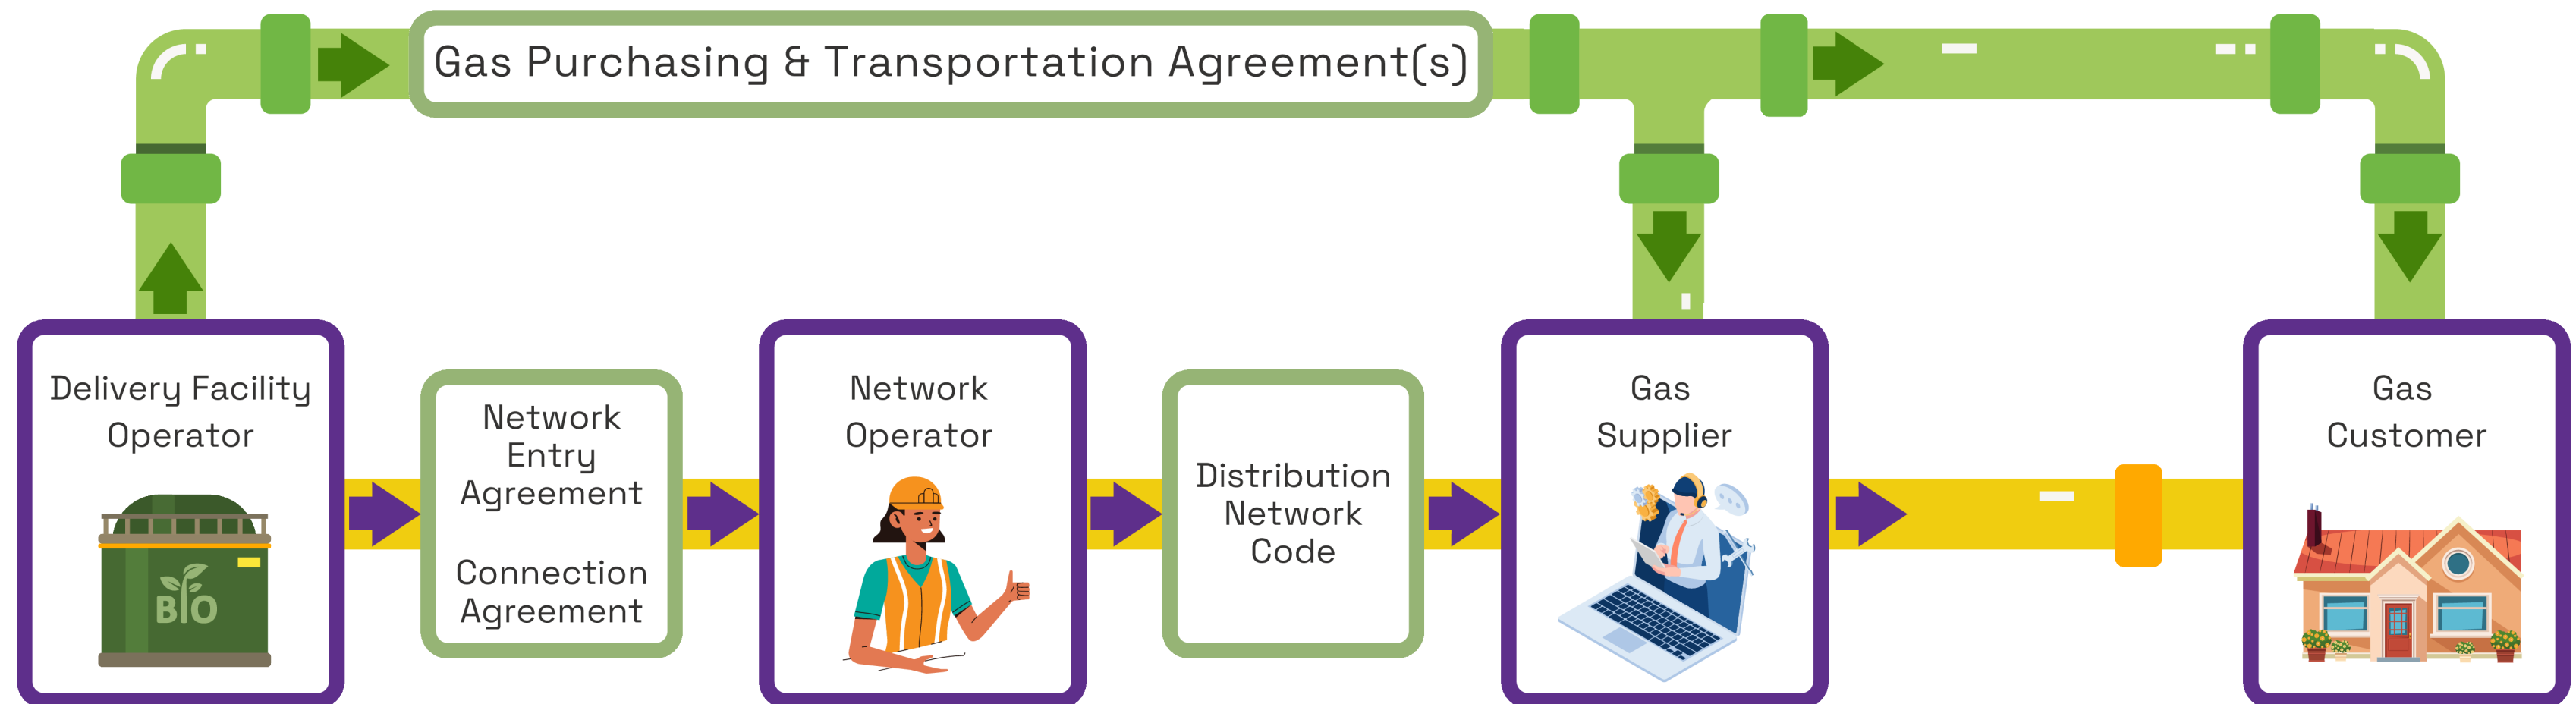 Gas Purchasing & Transportation Agreement(s)
Delivery Facility
Operator
BIO
Network
Entry
Agreement
Connection
Agreement
Network
Operator
Distribution
Network
Code
Gas
Supplier
Gas
Customer